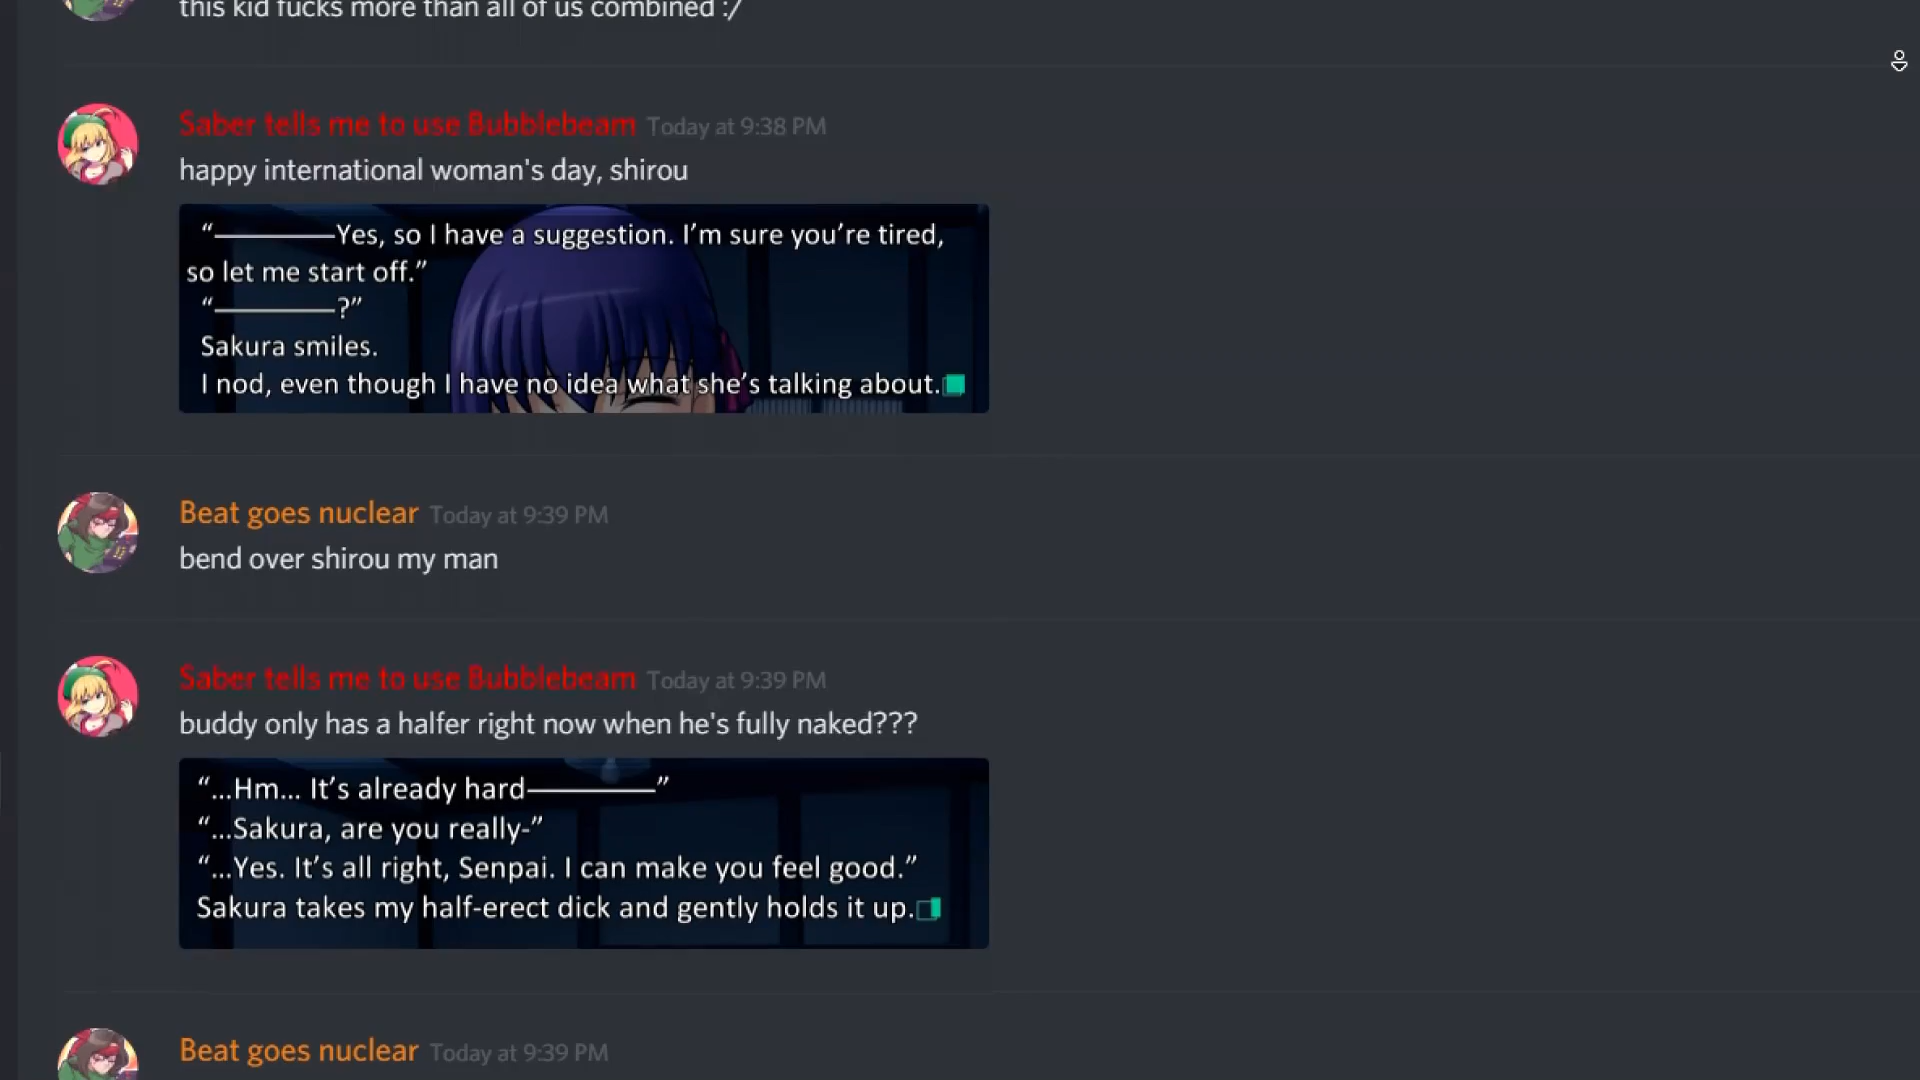 this kid fucks more than all of us combined :/
Saber tells me to use Bubblebeam Today at 9:38 PM
happy international woman's day, shirou
“————Yes, so I have a suggestion. I’m sure you’re tired,
so let me start off.”
“————?”
Sakura smiles.
I nod, even though I have no idea what she’s talking about.
Beat goes nuclear Today at 9:39 PM
bend over shirou my man
Saber tells me to use Bubblebeam Today at 9:39 PM
buddy only has a halfer right now when he's fully naked???
“...Hm... It’s already hard————”
“...Sakura, are you really-”
“...Yes. It’s all right, Senpai. I can make you feel good.”
Sakura takes my half-erect dick and gently holds it up.
Beat goes nuclear Today at 9:39 PM